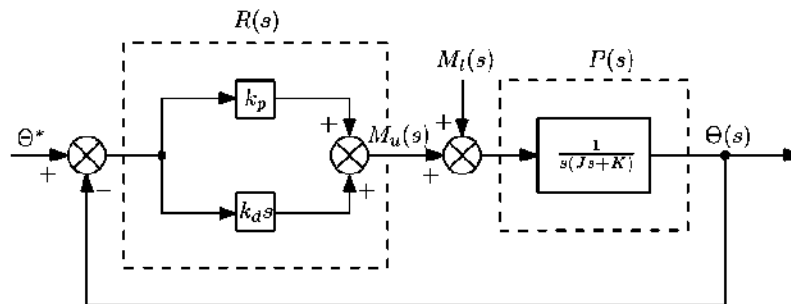 R(s)
M_l(s)
P(s)
k_p
Θ*
+
M_u(s)
+
1
s(Js+K)
Θ(s)
+
−
+
+
k_d s